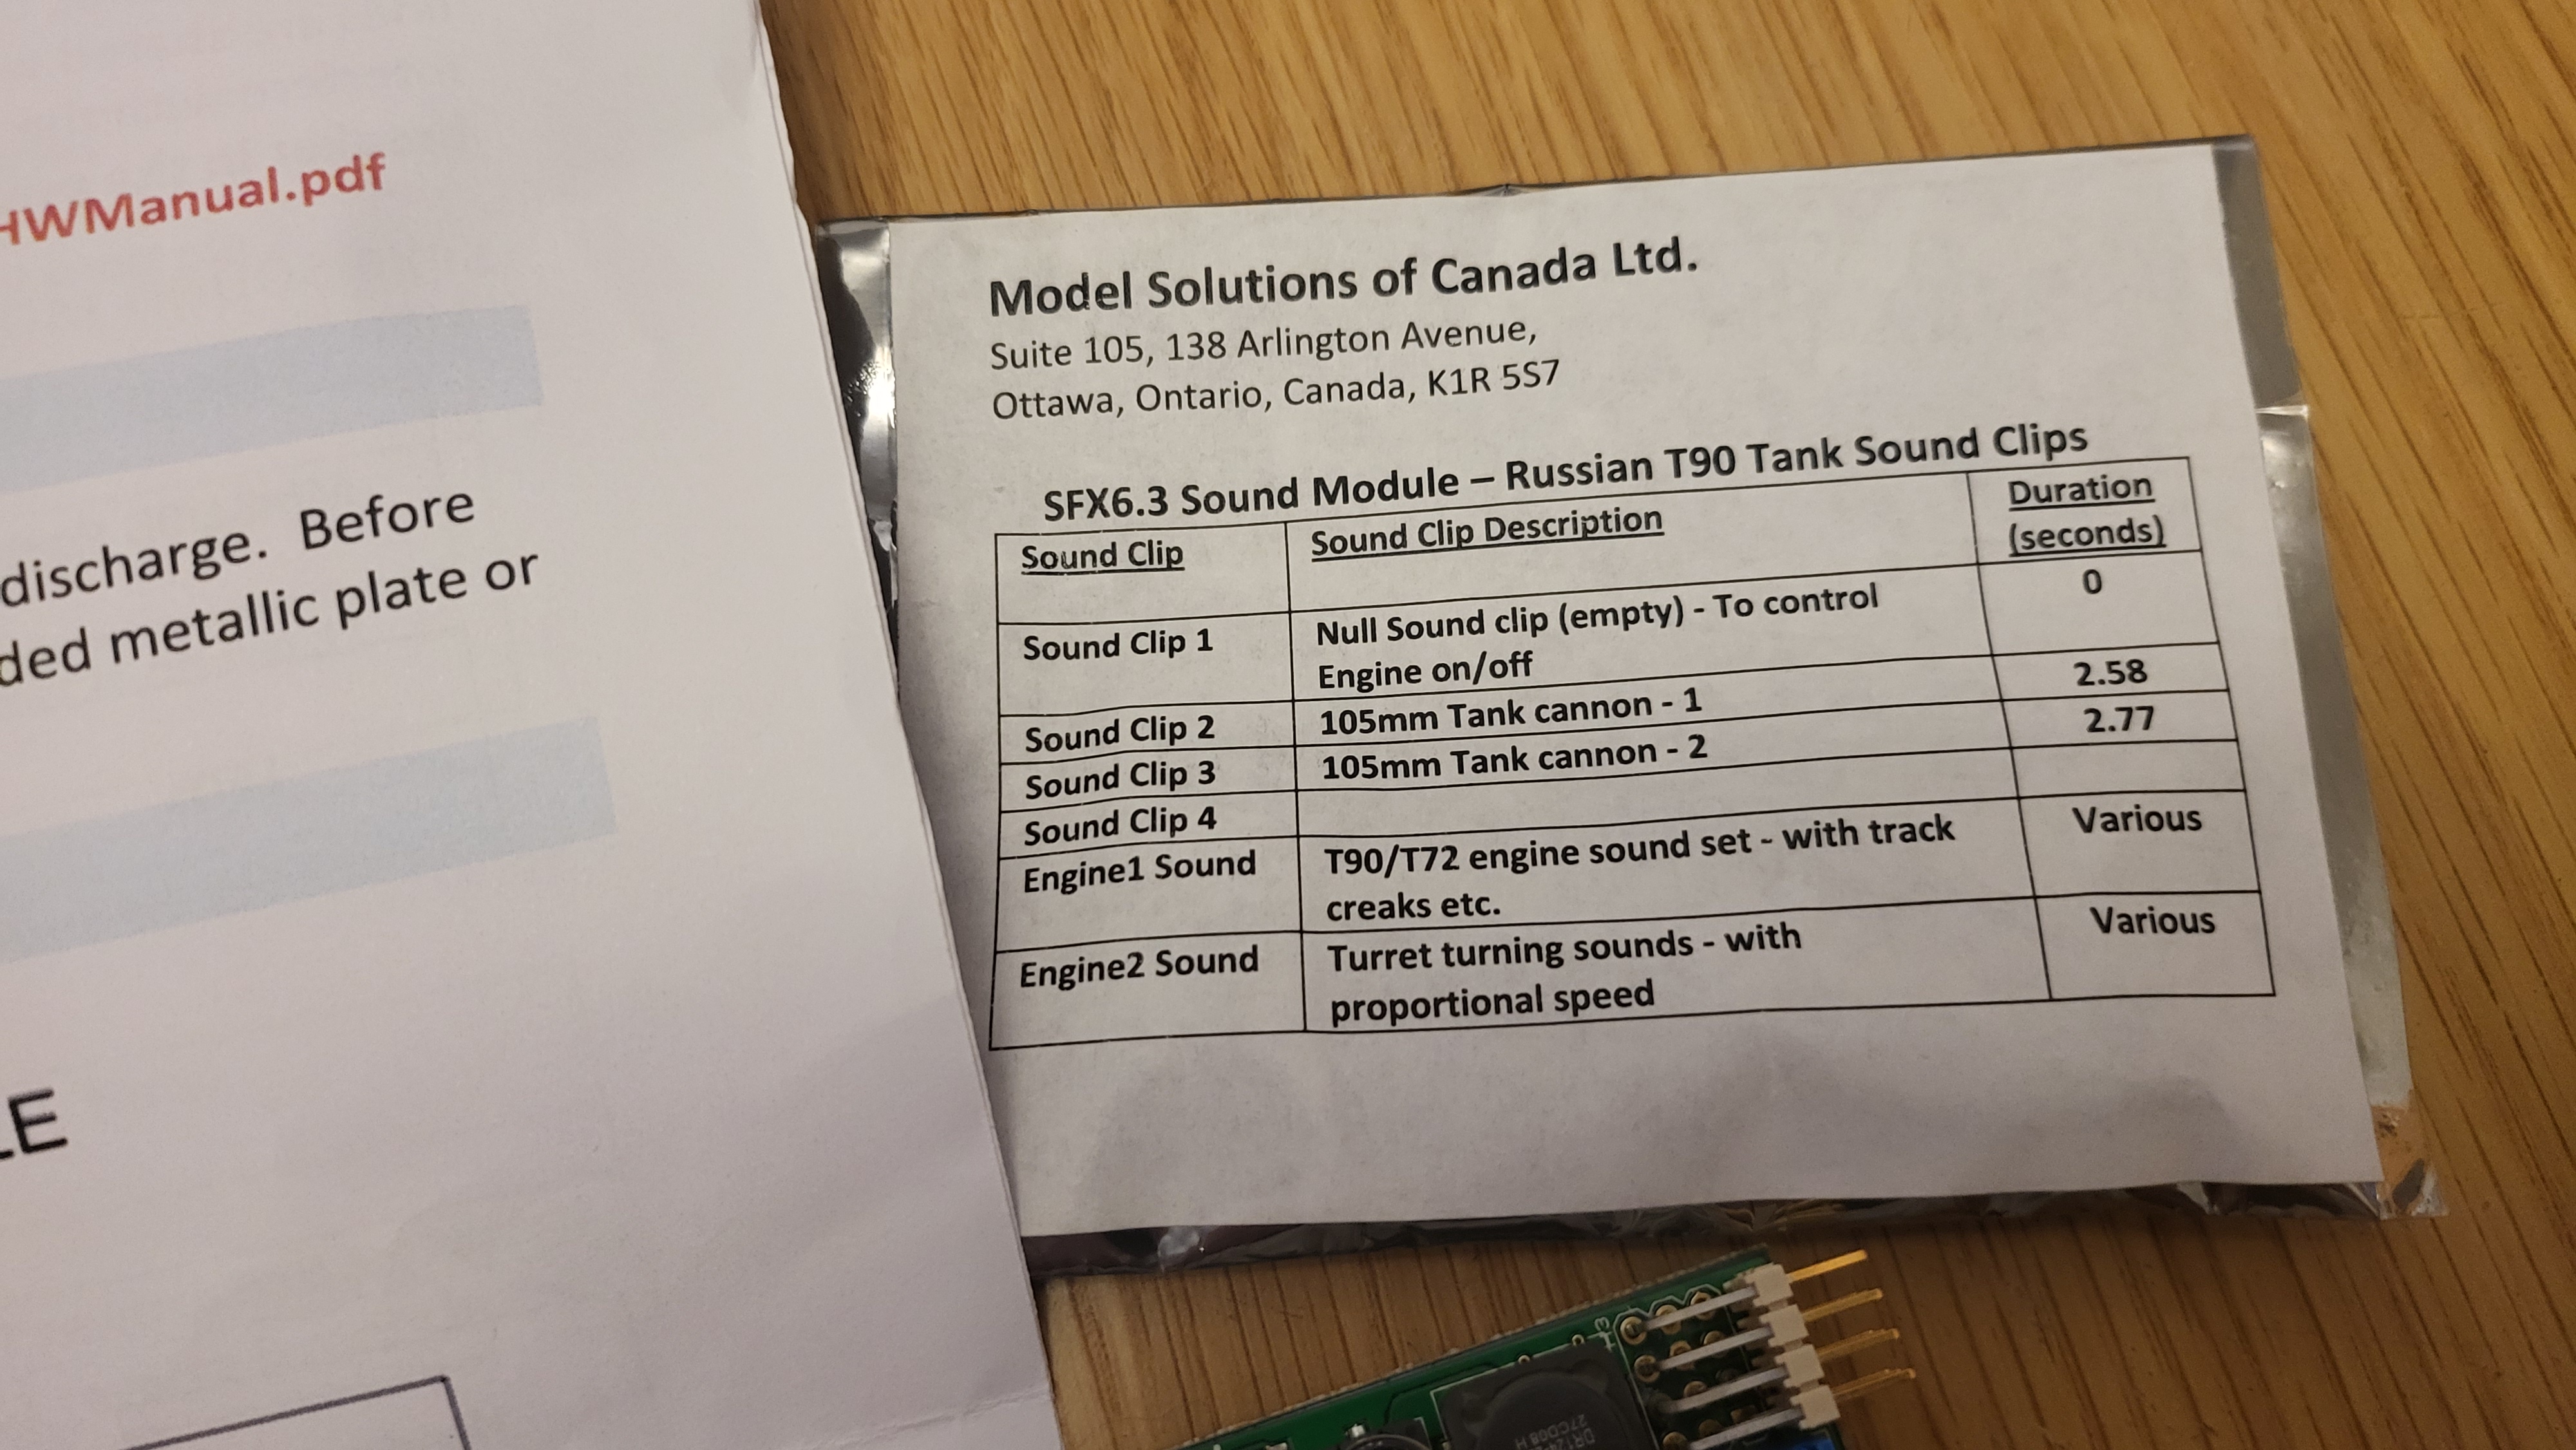 HWManual.pdf
discharge. Before
metallic plate or
Model Solutions of Canada Ltd.
Suite 105, 138 Arlington Avenue,
Ottawa, Ontario, Canada, K1R 5S7
SFX6.3 Sound Module – Russian T90 Tank Sound Clips
Sound Clip Sound Clip Description Duration
(seconds)
Sound Clip 1 Null Sound clip (empty) - To control 0
Engine on/off
Sound Clip 2 105mm Tank cannon - 1 2.58
Sound Clip 3 105mm Tank cannon - 2 2.77
Sound Clip 4
Engine1 Sound T90/T72 engine sound set - with track Various
creaks etc.
Engine2 Sound Turret turning sounds - with Various
proportional speed